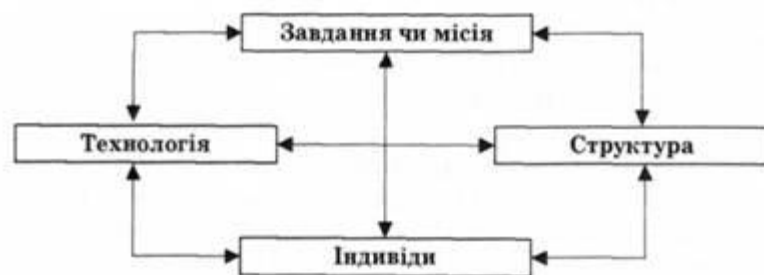 Завдання чи місія
Технологія
Структура
Індивіди